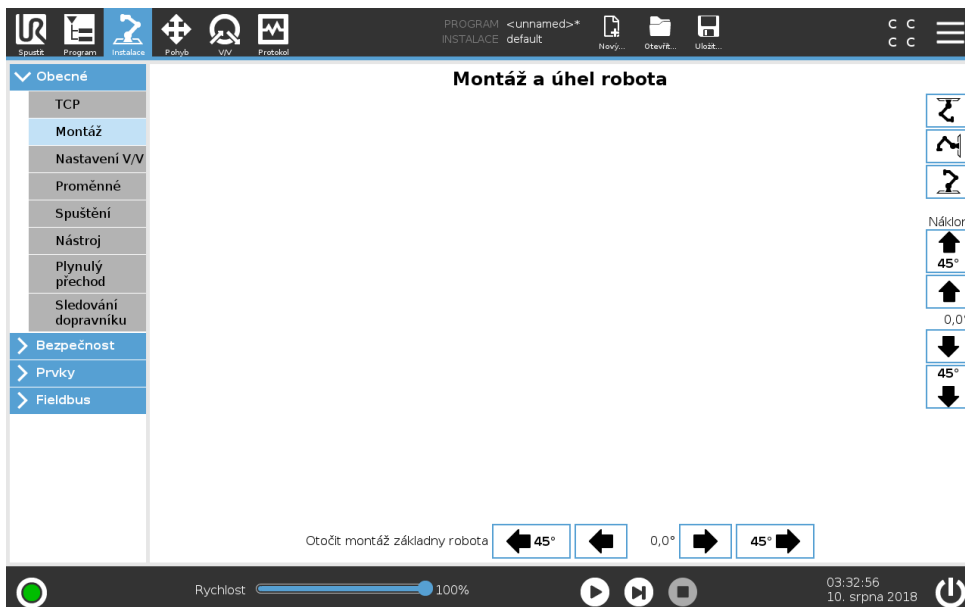 Spustit
Program
Instalace
Pohyb
V/V
Protokol
PROGRAM <unnamed>*
INSTALACE default
Nový...
Otevřít...
Uložit...
C C
C C
Obecné
TCP
Montáž
Nastavení V/V
Proměnné
Spuštění
Nástroj
Plynulý
přechod
Sledování
dopravníku
Bezpečnost
Prvky
Fieldbus
Montáž a úhel robota
Náklon
45°
0,0°
45°
Otočit montáž základny robota
45°
0,0°
45°
Rychlost
100%
03:32:56
10. srpna 2018